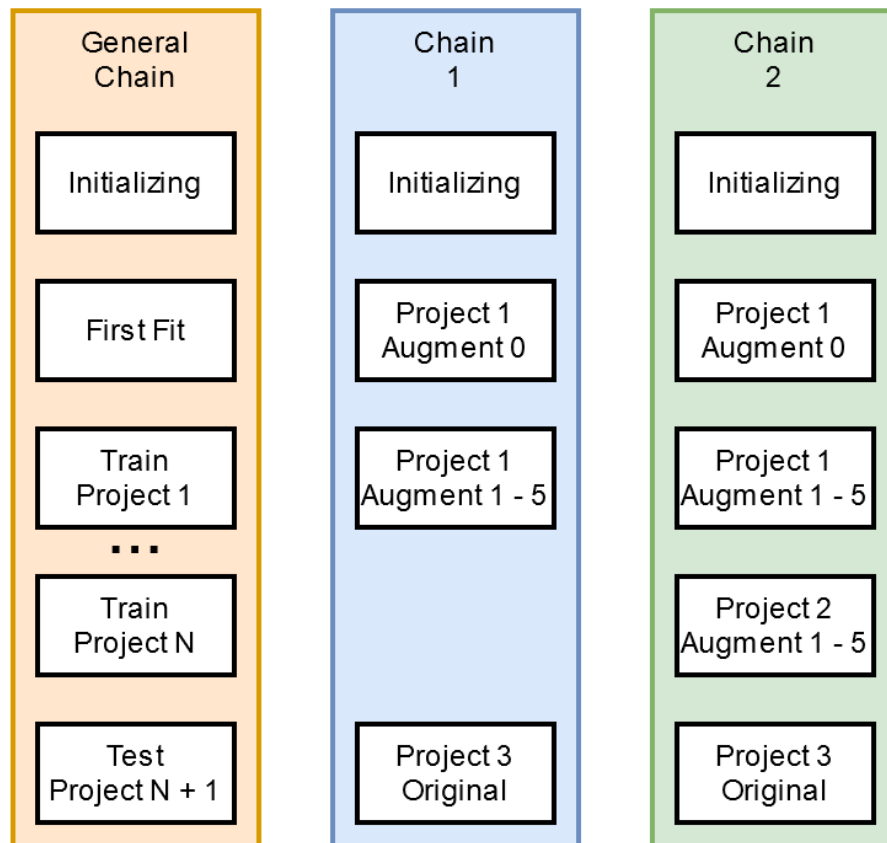 General
Chain
Initializing
First Fit
Train
Project 1
...
Train
Project N
Test
Project N + 1
Chain
1
Initializing
Project 1
Augment 0
Project 1
Augment 1 - 5
Project 3
Original
Chain
2
Initializing
Project 1
Augment 0
Project 1
Augment 1 - 5
Project 2
Augment 1 - 5
Project 3
Original